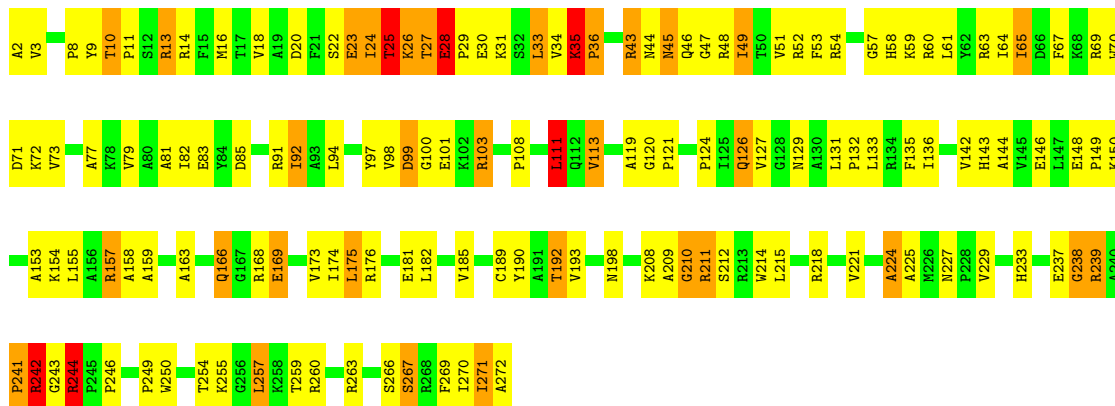 A2 V3 P8 Y9 T10 P11 S12 R13 R14 F15 M16 T17 V18 A19 D20 F21 S22 E23 I24 T25 K26 T27 E28 P29 E30 K31 S32 L33 V34 K35 P36 R43 N44 N45 Q46 G47 R48 I49 T50 V51 R52 F53 R54 G57 H58 K59 R60 L61 Y62 R63 I64 I65 D66 F67 K68 R69 W70
D71 K72 V73 A77 K78 V79 A80 A81 I82 E83 Y84 D85 R91 I92 A93 L94 Y97 V98 D99 G100 E101 K102 R103 P108 L111 Q112 V113 A119 G120 P121 P124 I125 Q126 V127 G128 N129 A130 L131 P132 L133 R134 F135 I136 V142 H143 A144 V145 E146 L147 E148 P149 K150
A153 K154 L155 A156 R157 A158 A159 A163 Q166 G167 R168 E169 V173 I174 L175 R176 E181 L182 V185 C189 Y190 A191 T192 V193 N198 K208 A209 G210 R211 S212 R213 W214 L215 R218 V221 A224 A225 M226 N227 P228 V229 H233 E237 G238 R239 A240
P241 R242 G243 R244 P245 P246 P249 W250 T254 K255 G256 L257 K258 T259 R260 R263 S266 S267 R268 F269 I270 I271 A272